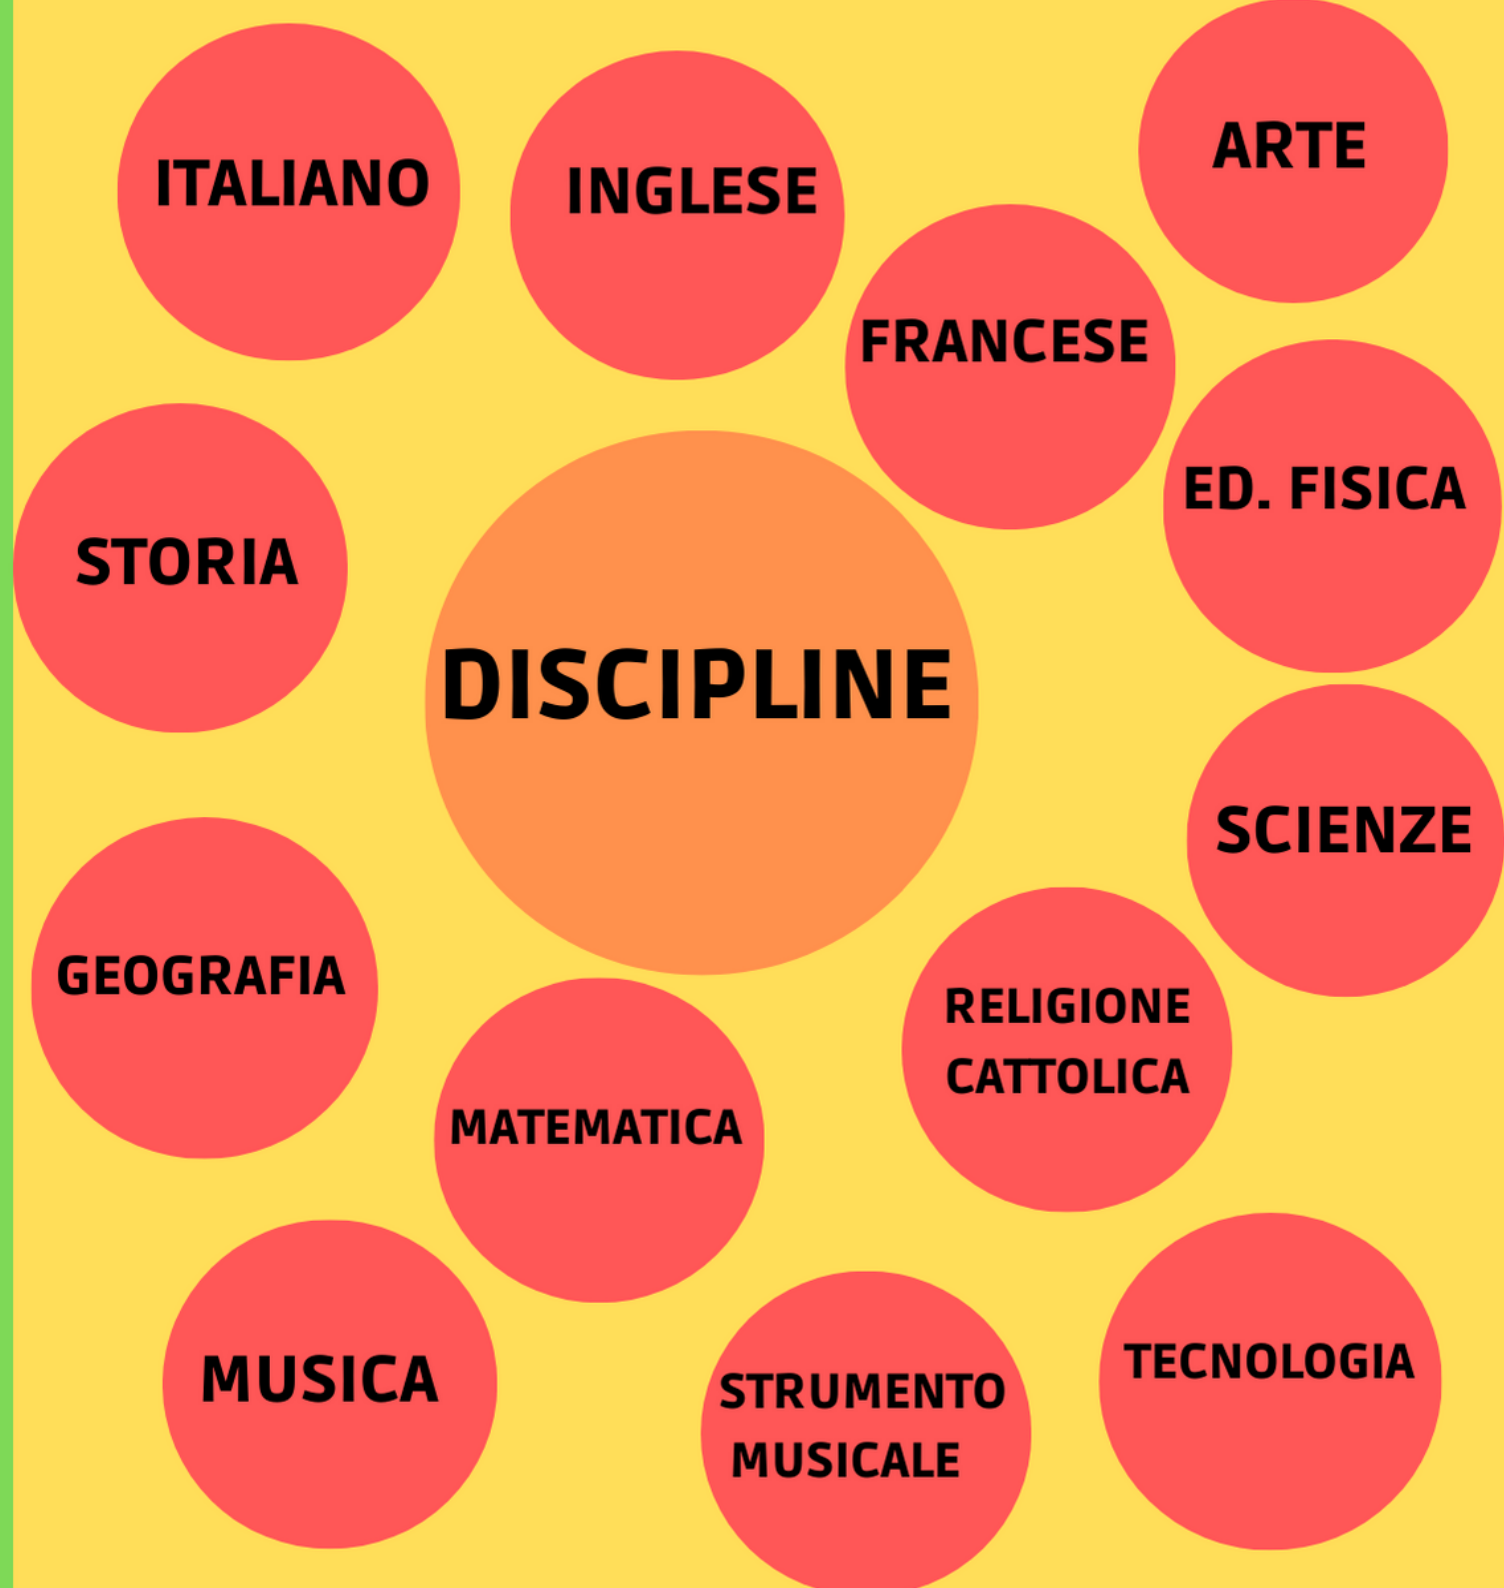 ITALIANO
INGLESE
ARTE
FRANCESE
ED. FISICA
STORIA
DISCIPLINE
SCIENZE
GEOGRAFIA
RELIGIONE
CATTOLICA
MATEMATICA
MUSICA
STRUMENTO
MUSICALE
TECNOLOGIA